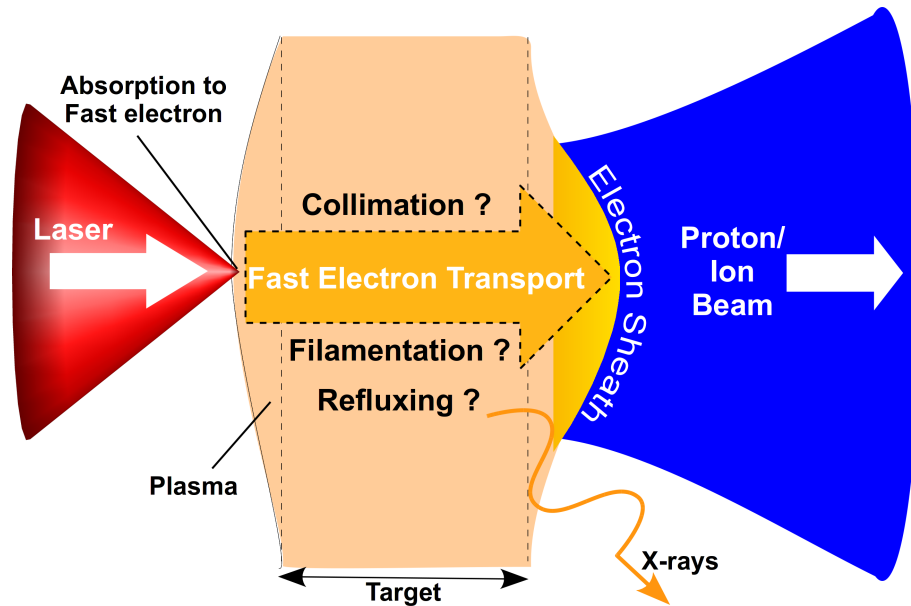 Absorption to
Fast electron
Laser
Collimation ?
Fast Electron Transport
Filamentation ?
Refluxing ?
Plasma
Target
Electron Sheath
Proton/
Ion
Beam
X-rays